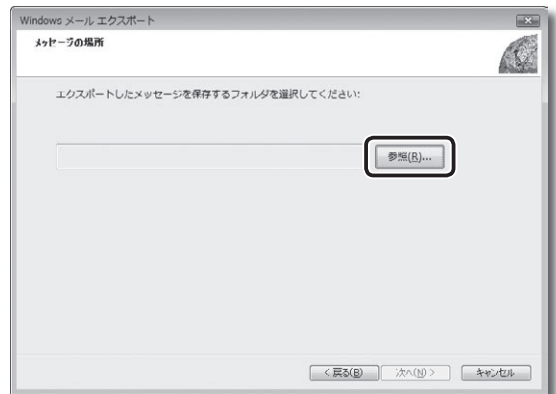 Windows メール エクスポート
メッセージの場所
エクスポートしたメッセージを保存するフォルダを選択してください:
参照(R)...
< 戻る(B)
次へ(N) >
キャンセル